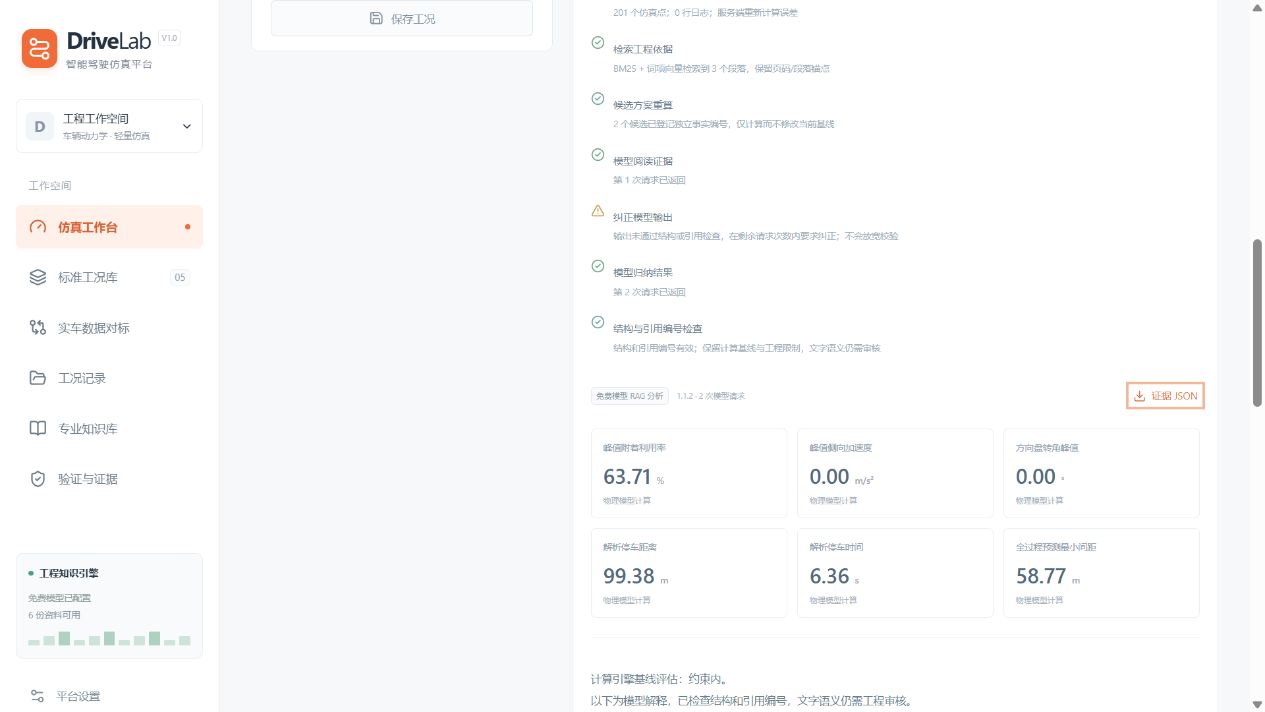 DriveLab V1.0
智能驾驶仿真平台
D
工程工作空间
车辆动力学 · 轻量仿真
工作空间
仿真工作台
标准工况库 05
实车数据对标
工况记录
专业知识库
验证与证据
工程知识引擎
免费模型已配置
6 份资料可用
平台设置
保存工况
201 个仿真点；0 行日志；服务端重新计算误差
检索工程依据
BM25 + 词项向量检索到 3 个段落，保留页码/段落锚点
候选方案重算
2 个候选已登记独立事实编号，仅计算而不修改当前基线
模型阅读证据
第 1 次请求已返回
纠正模型输出
输出未通过结构或引用检查，在剩余请求次数内要求纠正；不会放宽校验
模型归纳结果
第 2 次请求已返回
结构与引用编号检查
结构和引用编号有效；保留计算基线与工程限制，文字语义仍需审核
免费模型 RAG 分析 1.1.2 · 2 次模型请求
证据 JSON
峰值附着利用率
63.71 %
物理模型计算
峰值侧向加速度
0.00 m/s²
物理模型计算
方向盘转角峰值
0.00 °
物理模型计算
解析停车距离
99.38 m
物理模型计算
解析停车时间
6.36 s
物理模型计算
全过程预测最小间距
58.77 m
物理模型计算
计算引擎基线评估：约束内。
以下为模型解释，已检查结构和引用编号，文字语义仍需工程审核。